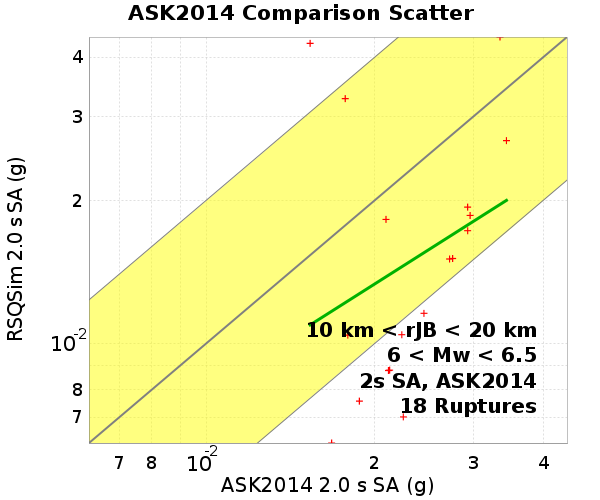 ASK2014 Comparison Scatter
RSQSim 2.0 s SA (g)
4
3
2
10⁻²
8
7
10 km < rJB < 20 km
6 < Mw < 6.5
2s SA, ASK2014
18 Ruptures
7 8 10⁻² 2 3 4
ASK2014 2.0 s SA (g)